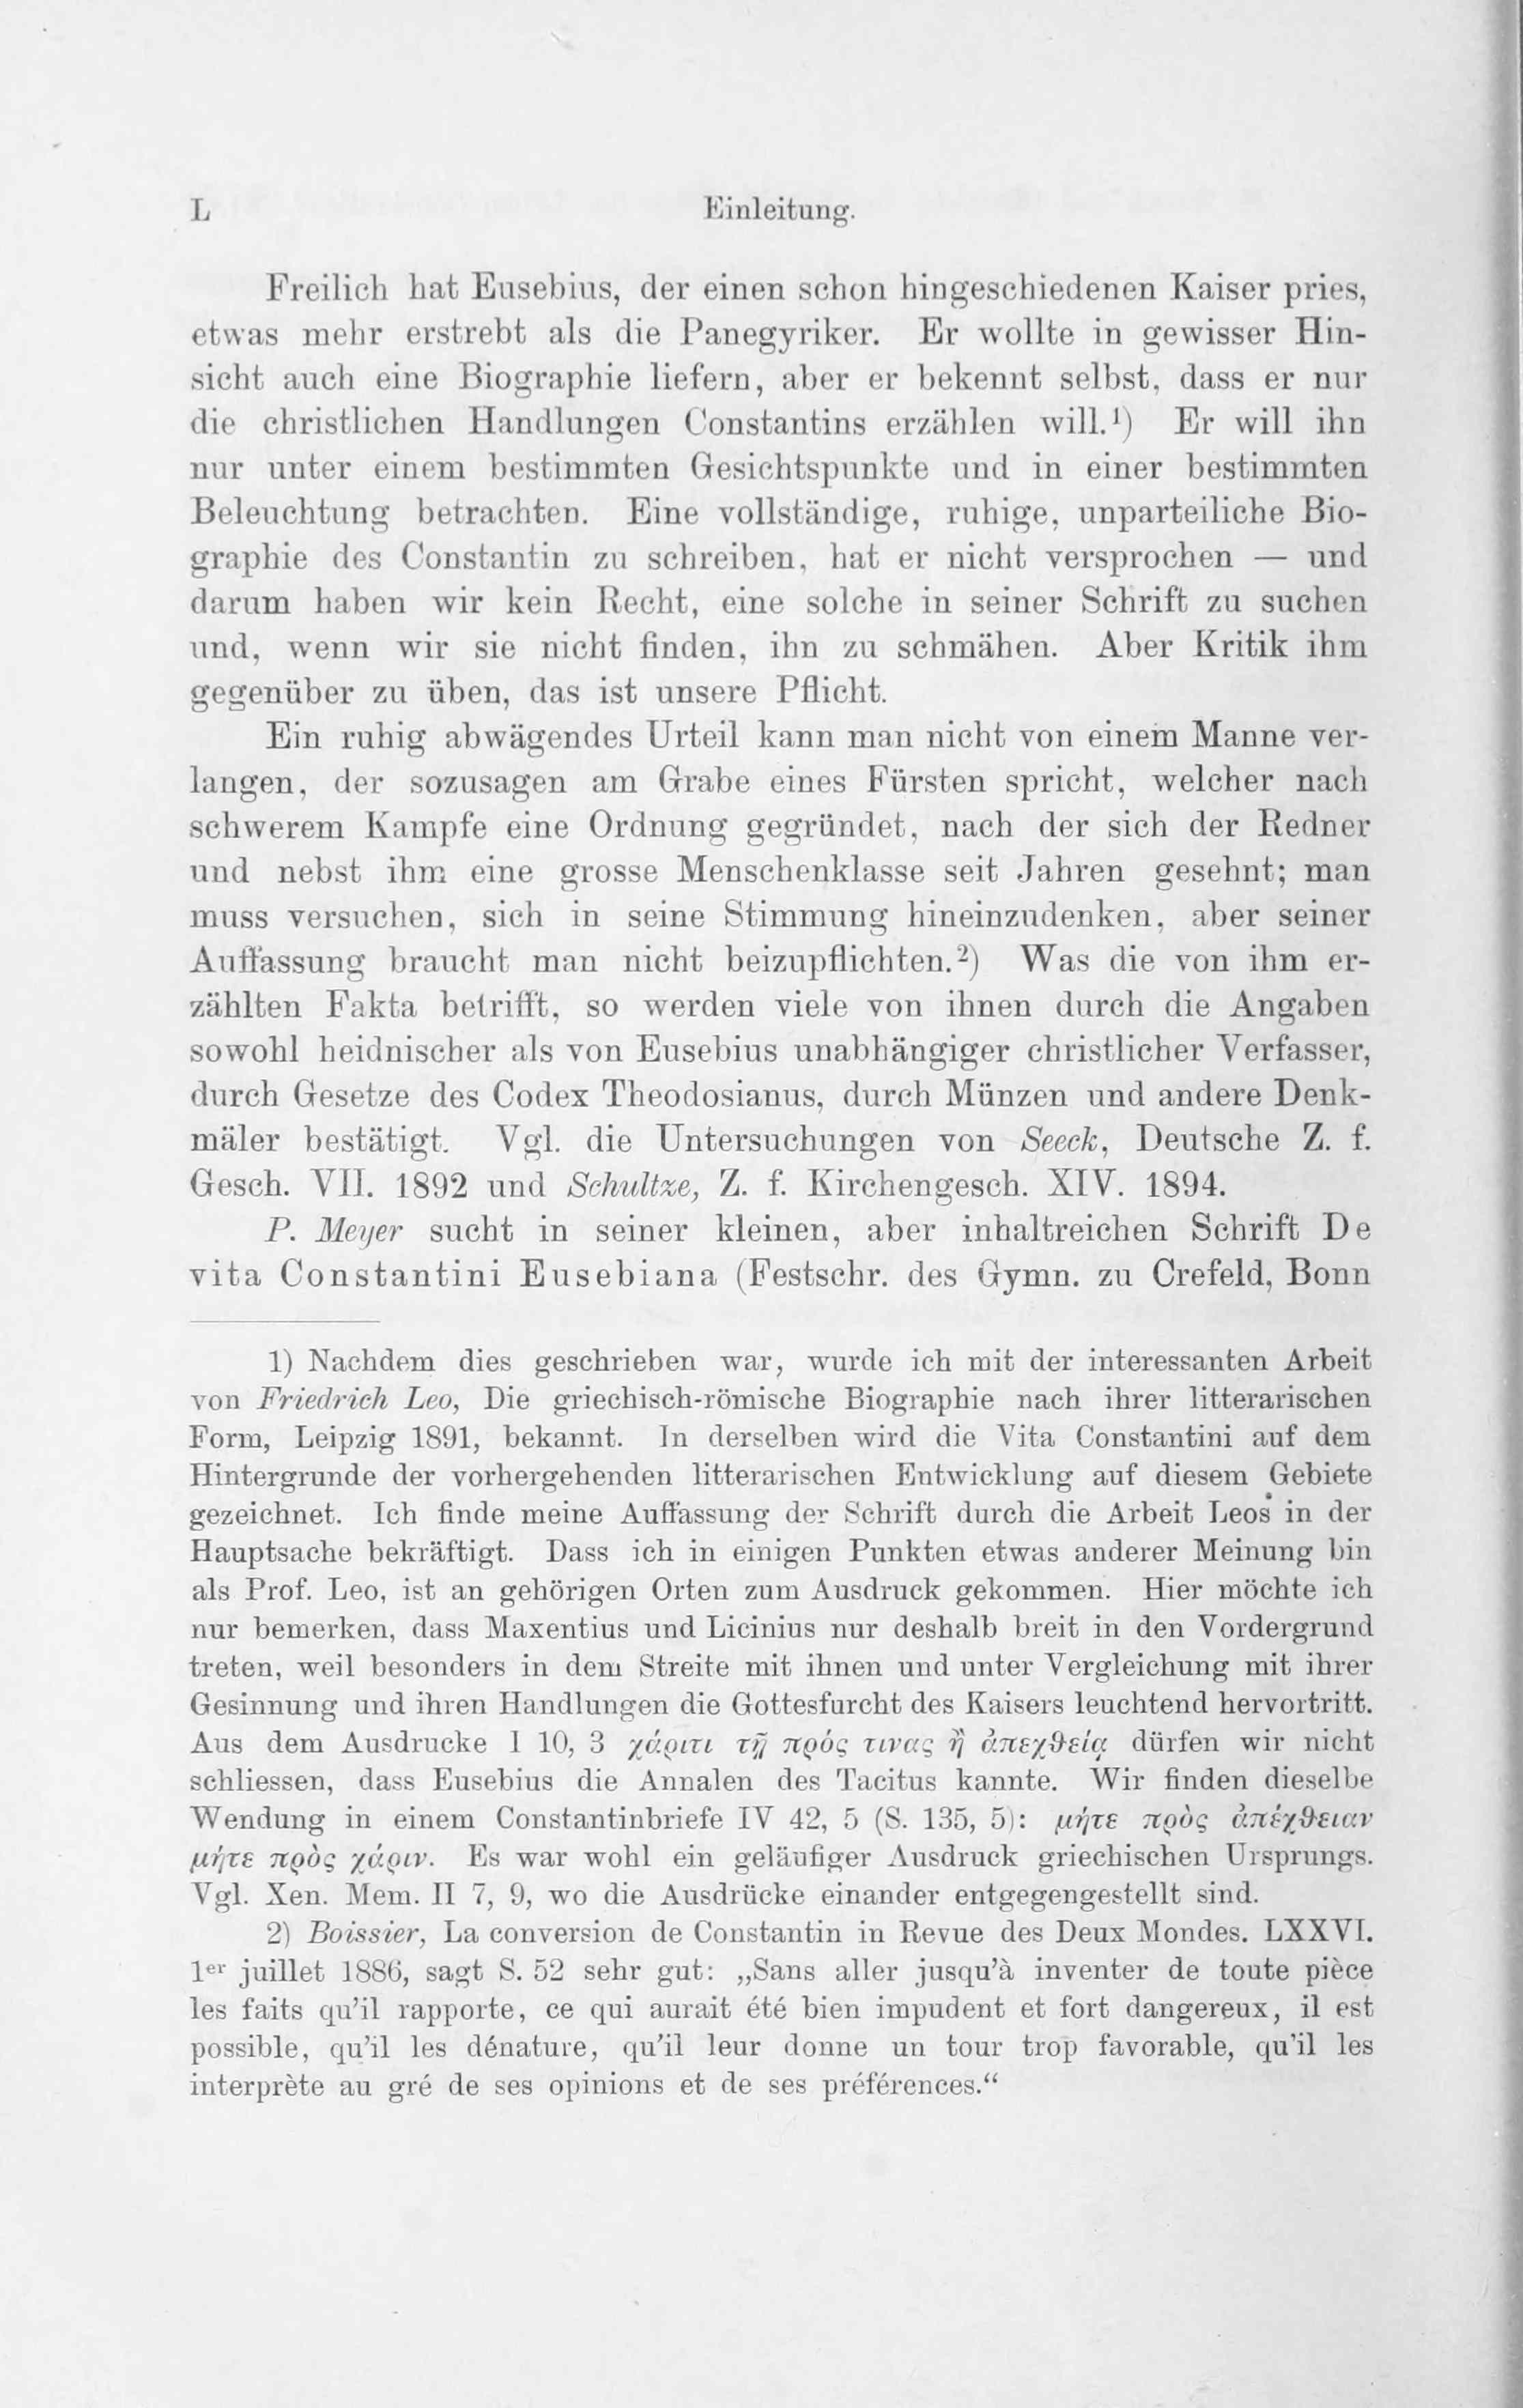 L Einleitung.
Freilich hat Eusebius, der einen schon hingeschiedenen Kaiser pries,
etwas mehr erstrebt als die Panegyriker. Er wollte in gewisser Hin-
sicht auch eine Biographie liefern, aber er bekennt selbst, dass er nur
die christlichen Handlungen Constantins erzählen will.¹) Er will ihn
nur unter einem bestimmten Gesichtspunkte und in einer bestimmten
Beleuchtung betrachten. Eine vollständige, ruhige, unparteiliche Bio-
graphie des Constantin zu schreiben, hat er nicht versprochen — und
darum haben wir kein Recht, eine solche in seiner Schrift zu suchen
und, wenn wir sie nicht finden, ihn zu schmähen. Aber Kritik ihm
gegenüber zu üben, das ist unsere Pflicht.
Ein ruhig abwägendes Urteil kann man nicht von einem Manne ver-
langen, der sozusagen am Grabe eines Fürsten spricht, welcher nach
schwerem Kampfe eine Ordnung gegründet, nach der sich der Redner
und nebst ihm eine grosse Menschenklasse seit Jahren gesehnt; man
muss versuchen, sich in seine Stimmung hineinzudenken, aber seiner
Auffassung braucht man nicht beizupflichten.²) Was die von ihm er-
zählten Fakta betrifft, so werden viele von ihnen durch die Angaben
sowohl heidnischer als von Eusebius unabhängiger christlicher Verfasser,
durch Gesetze des Codex Theodosianus, durch Münzen und andere Denk-
mäler bestätigt. Vgl. die Untersuchungen von Seeck, Deutsche Z. f.
Gesch. VII. 1892 und Schultze, Z. f. Kirchengesch. XIV. 1894.
P. Meyer sucht in seiner kleinen, aber inhaltreichen Schrift De
vita Constantini Eusebiana (Festschr. des Gymn. zu Crefeld, Bonn
1) Nachdem dies geschrieben war, wurde ich mit der interessanten Arbeit
von Friedrich Leo, Die griechisch-römische Biographie nach ihrer litterarischen
Form, Leipzig 1891, bekannt. In derselben wird die Vita Constantini auf dem
Hintergrunde der vorhergehenden litterarischen Entwicklung auf diesem Gebiete
gezeichnet. Ich finde meine Auffassung der Schrift durch die Arbeit Leos in der
Hauptsache bekräftigt. Dass ich in einigen Punkten etwas anderer Meinung bin
als Prof. Leo, ist an gehörigen Orten zum Ausdruck gekommen. Hier möchte ich
nur bemerken, dass Maxentius und Licinius nur deshalb breit in den Vordergrund
treten, weil besonders in dem Streite mit ihnen und unter Vergleichung mit ihrer
Gesinnung und ihren Handlungen die Gottesfurcht des Kaisers leuchtend hervortritt.
Aus dem Ausdrucke I 10, 3 χάριτι τῇ πρός τινας ἢ ἀπεχθείᾳ dürfen wir nicht
schliessen, dass Eusebius die Annalen des Tacitus kannte. Wir finden dieselbe
Wendung in einem Constantinbriefe IV 42, 5 (S. 135, 5): μήτε πρὸς ἀπέχθειαν
μήτε πρὸς χάριν. Es war wohl ein geläufiger Ausdruck griechischen Ursprungs.
Vgl. Xen. Mem. II 7, 9, wo die Ausdrücke einander entgegengestellt sind.
2) Boissier, La conversion de Constantin in Revue des Deux Mondes. LXXVI.
1er juillet 1886, sagt S. 52 sehr gut: „Sans aller jusqu'à inventer de toute pièce
les faits qu'il rapporte, ce qui aurait été bien impudent et fort dangereux, il est
possible, qu'il les dénature, qu'il leur donne un tour trop favorable, qu'il les
interprète au gré de ses opinions et de ses préférences.“